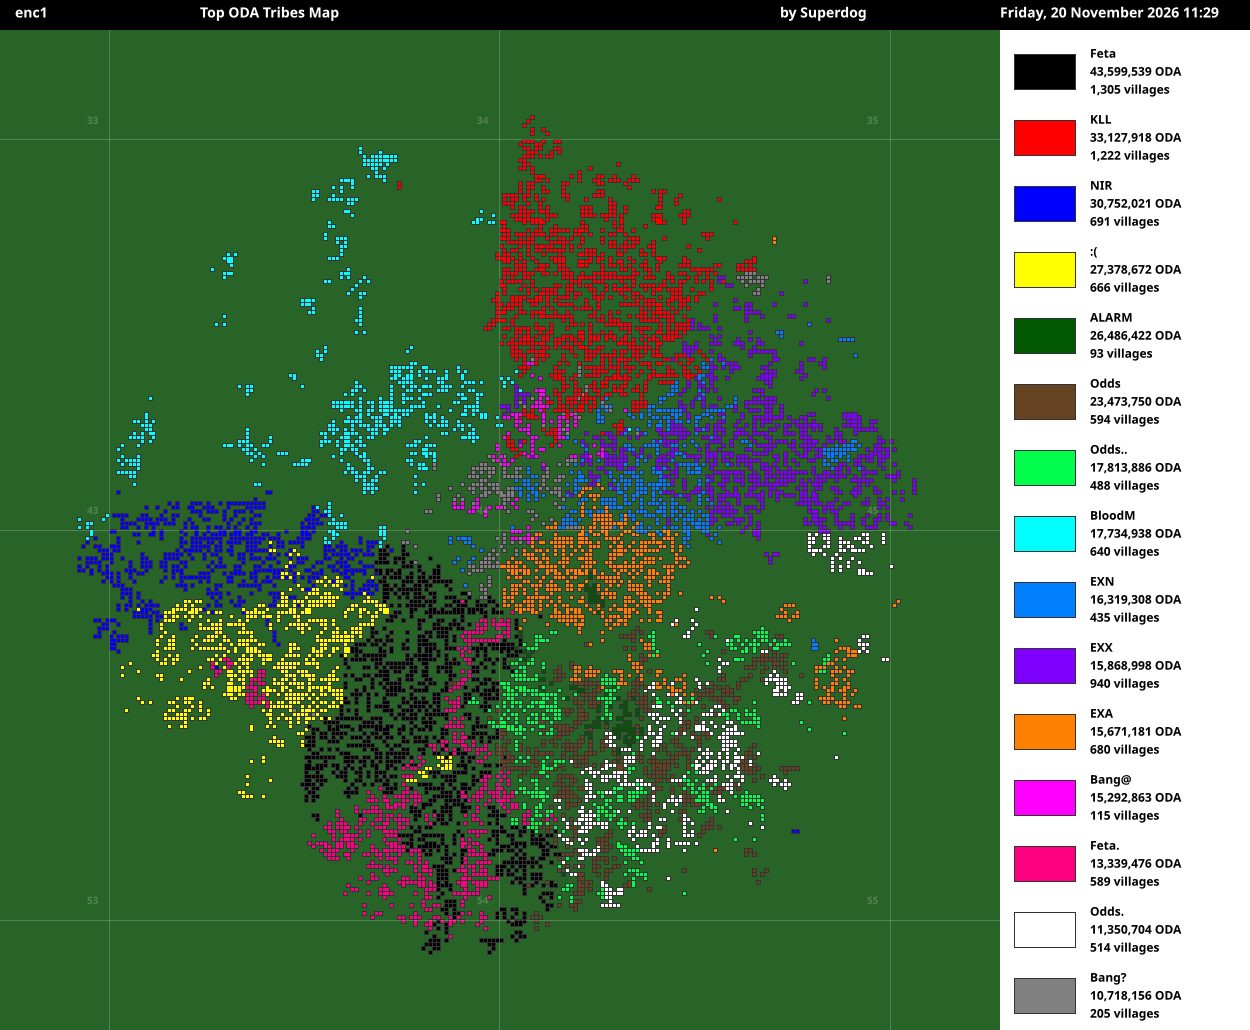 enc1 Top ODA Tribes Map by Superdog Friday, 20 November 2026 11:29
33 34 35
43 44 45
53 54 55
Feta
43,599,539 ODA
1,305 villages
KLL
33,127,918 ODA
1,222 villages
NIR
30,752,021 ODA
691 villages
:(
27,378,672 ODA
666 villages
ALARM
26,486,422 ODA
93 villages
Odds
23,473,750 ODA
594 villages
Odds..
17,813,886 ODA
488 villages
BloodM
17,734,938 ODA
640 villages
EXN
16,319,308 ODA
435 villages
EXX
15,868,998 ODA
940 villages
EXA
15,671,181 ODA
680 villages
Bang@
15,292,863 ODA
115 villages
Feta.
13,339,476 ODA
589 villages
Odds.
11,350,704 ODA
514 villages
Bang?
10,718,156 ODA
205 villages